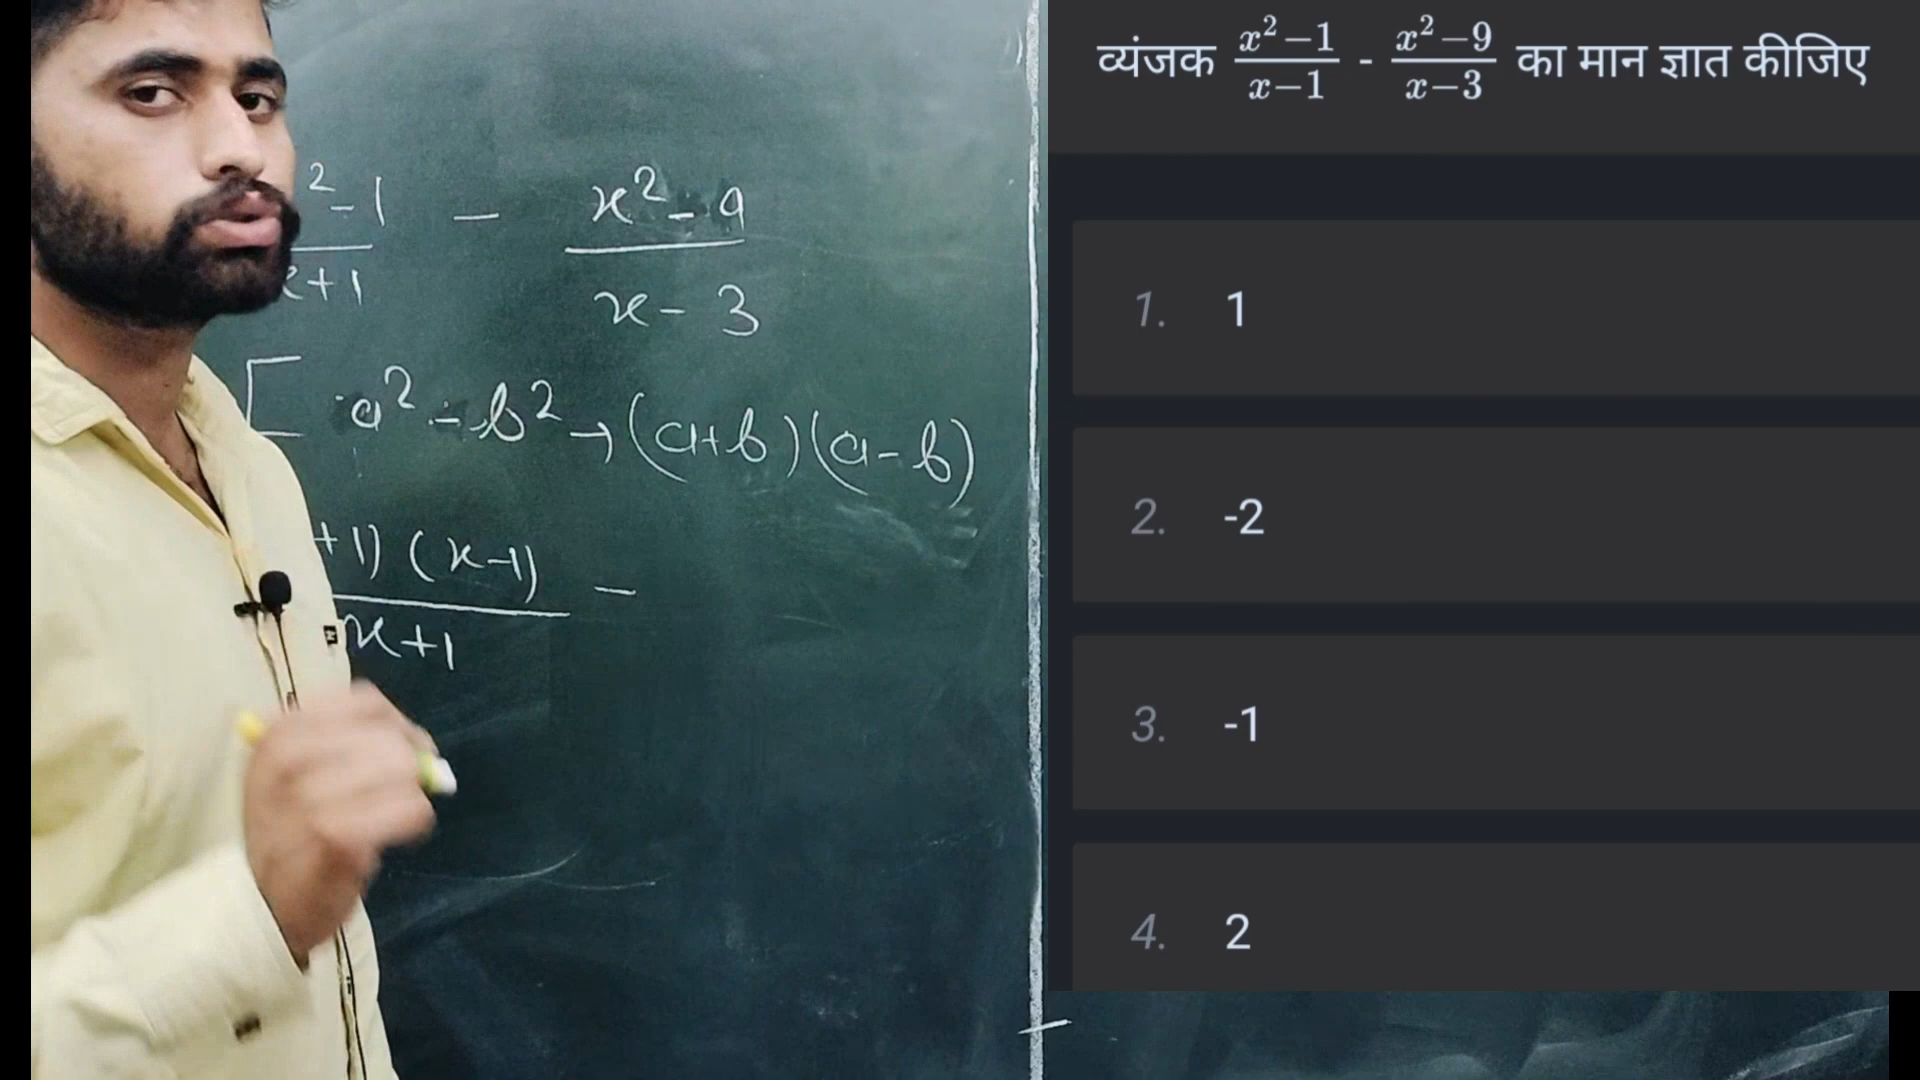 व्यंजक x²−1/x−1 - x²−9/x−3 का मान ज्ञात कीजिए
1. 1
2. -2
3. -1
4. 2
²-1 – x²-9
x+1 x-3
[ a²-b² → (a+b)(a-b)
+1) (x-1) –
x+1